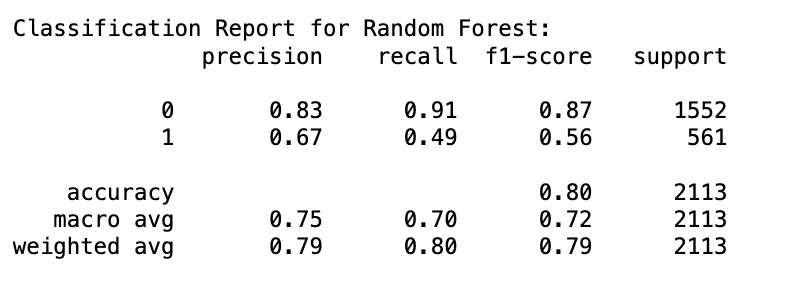 Classification Report for Random Forest:
precision recall f1-score support
0 0.83 0.91 0.87 1552
1 0.67 0.49 0.56 561
accuracy 0.80 2113
macro avg 0.75 0.70 0.72 2113
weighted avg 0.79 0.80 0.79 2113